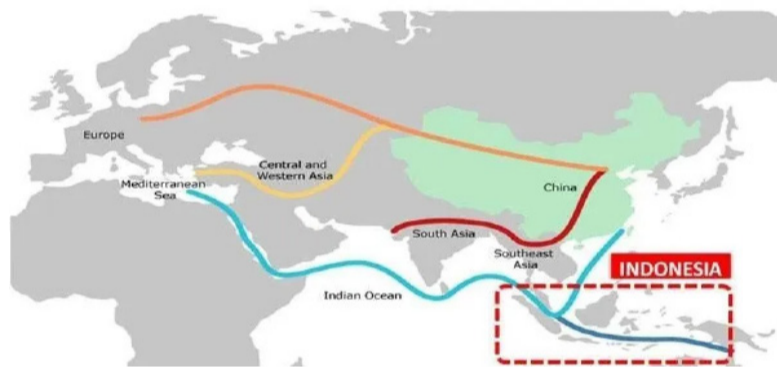 Europe
Central and
Western Asia
Mediterranean
Sea
China
South Asia
Southeast
Asia
INDONESIA
Indian Ocean